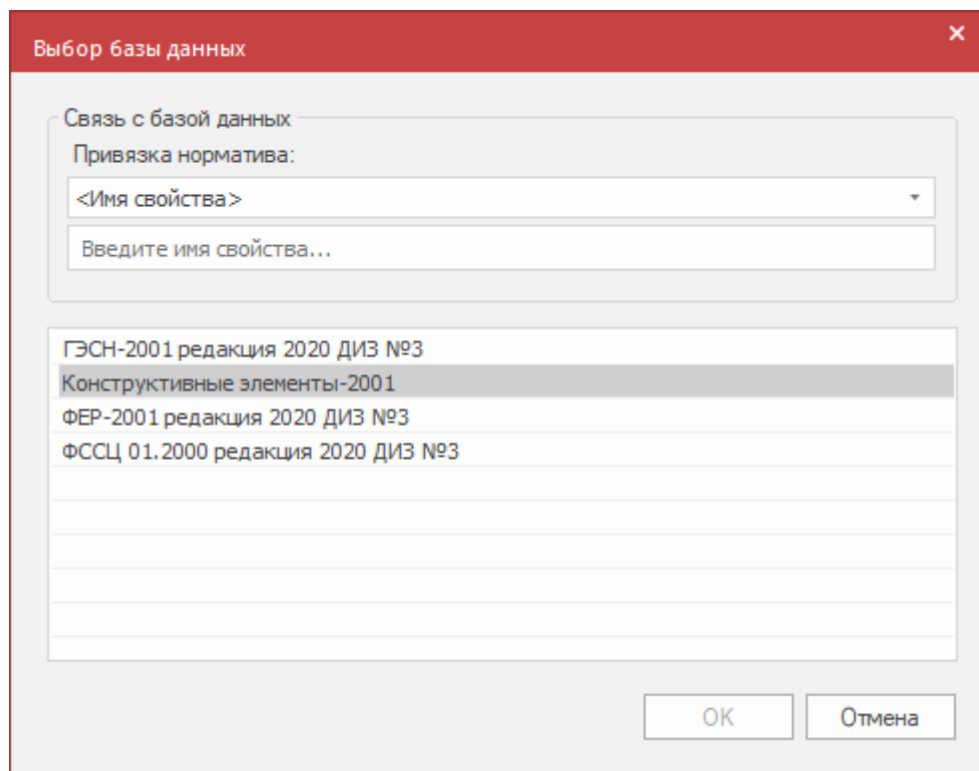 Выбор базы данных
Связь с базой данных
Привязка норматива:
<Имя свойства>
Введите имя свойства...
ГЭСН-2001 редакция 2020 ДИЗ №3
Конструктивные элементы-2001
ФЕР-2001 редакция 2020 ДИЗ №3
ФССЦ 01.2000 редакция 2020 ДИЗ №3
ОК
Отмена